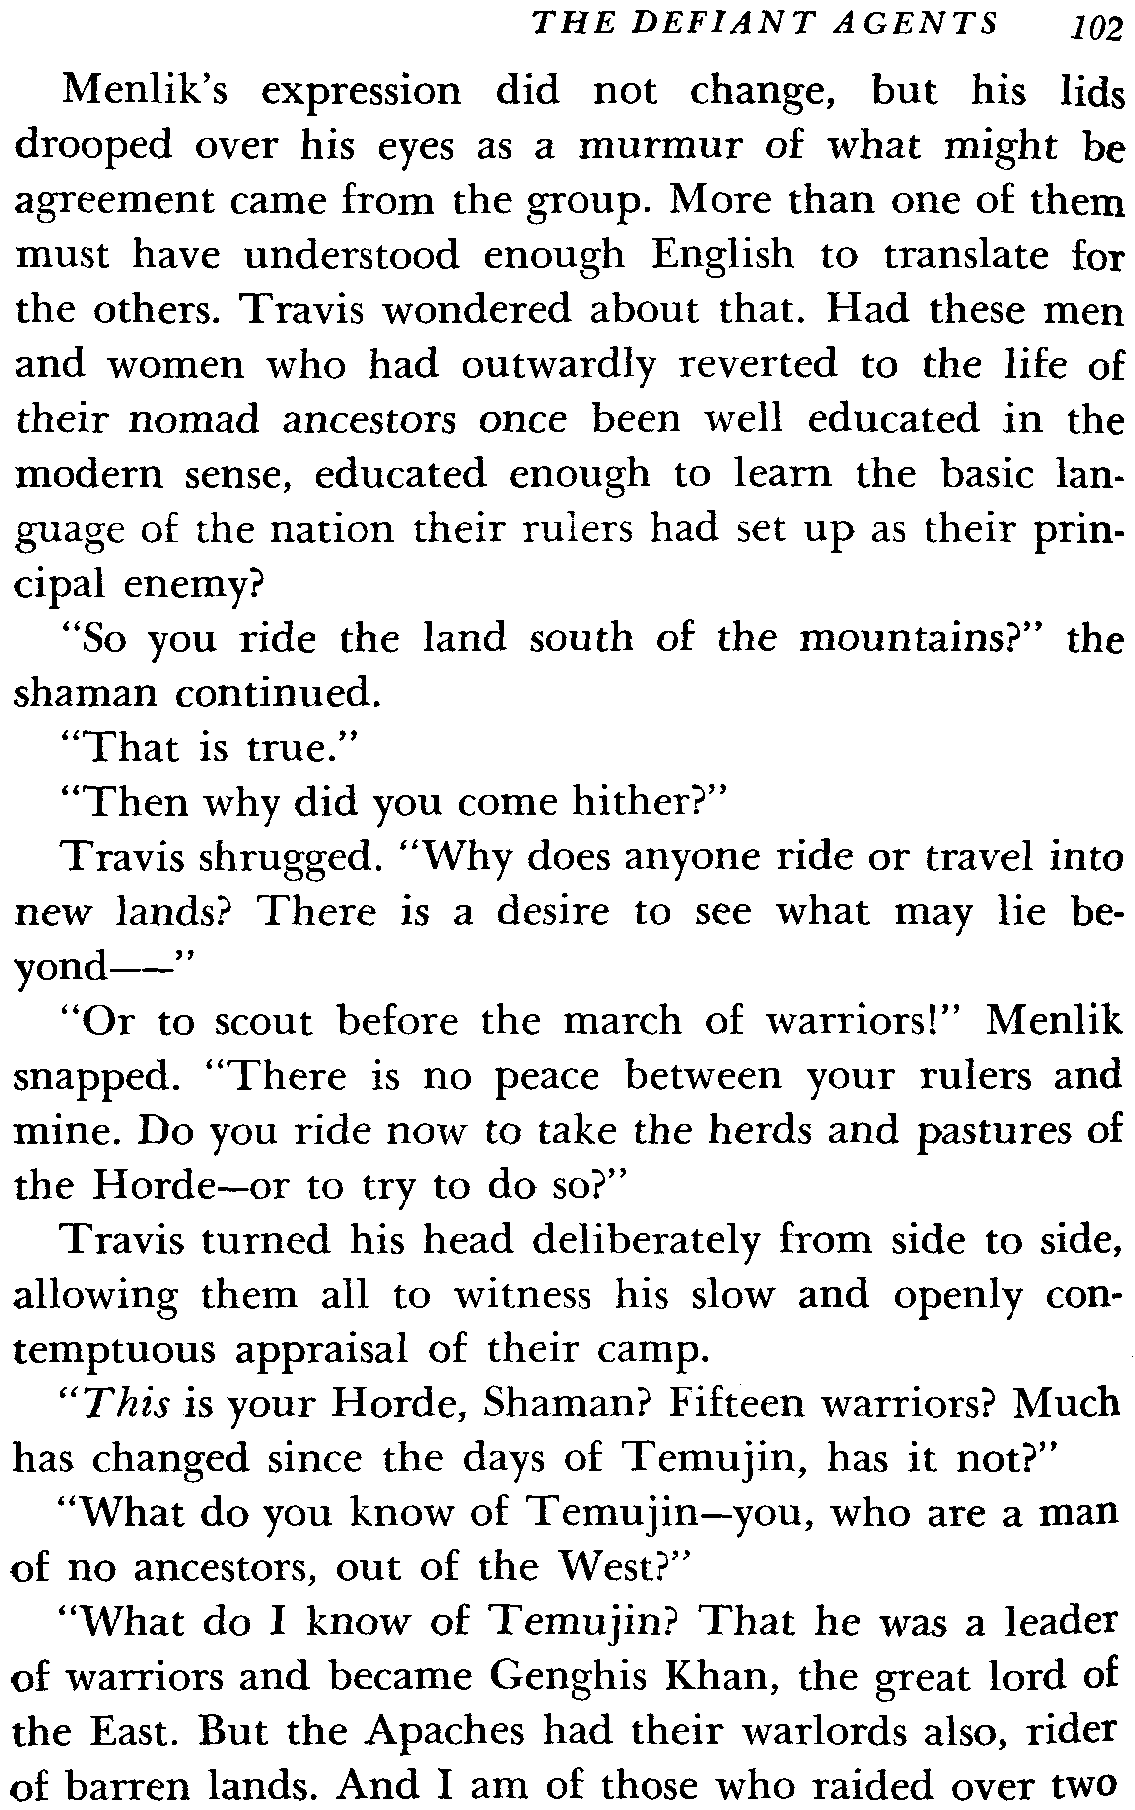 THE DEFIANT AGENTS 102
Menlik's expression did not change, but his lids
drooped over his eyes as a murmur of what might be
agreement came from the group. More than one of them
must have understood enough English to translate for
the others. Travis wondered about that. Had these men
and women who had outwardly reverted to the life of
their nomad ancestors once been well educated in the
modern sense, educated enough to learn the basic lan-
guage of the nation their rulers had set up as their prin-
cipal enemy?
"So you ride the land south of the mountains?" the
shaman continued.
"That is true."
"Then why did you come hither?"
Travis shrugged. "Why does anyone ride or travel into
new lands? There is a desire to see what may lie be-
yond——"
"Or to scout before the march of warriors!" Menlik
snapped. "There is no peace between your rulers and
mine. Do you ride now to take the herds and pastures of
the Horde—or to try to do so?"
Travis turned his head deliberately from side to side,
allowing them all to witness his slow and openly con-
temptuous appraisal of their camp.
"This is your Horde, Shaman? Fifteen warriors? Much
has changed since the days of Temujin, has it not?"
"What do you know of Temujin—you, who are a man
of no ancestors, out of the West?"
"What do I know of Temujin? That he was a leader
of warriors and became Genghis Khan, the great lord of
the East. But the Apaches had their warlords also, rider
of barren lands. And I am of those who raided over two